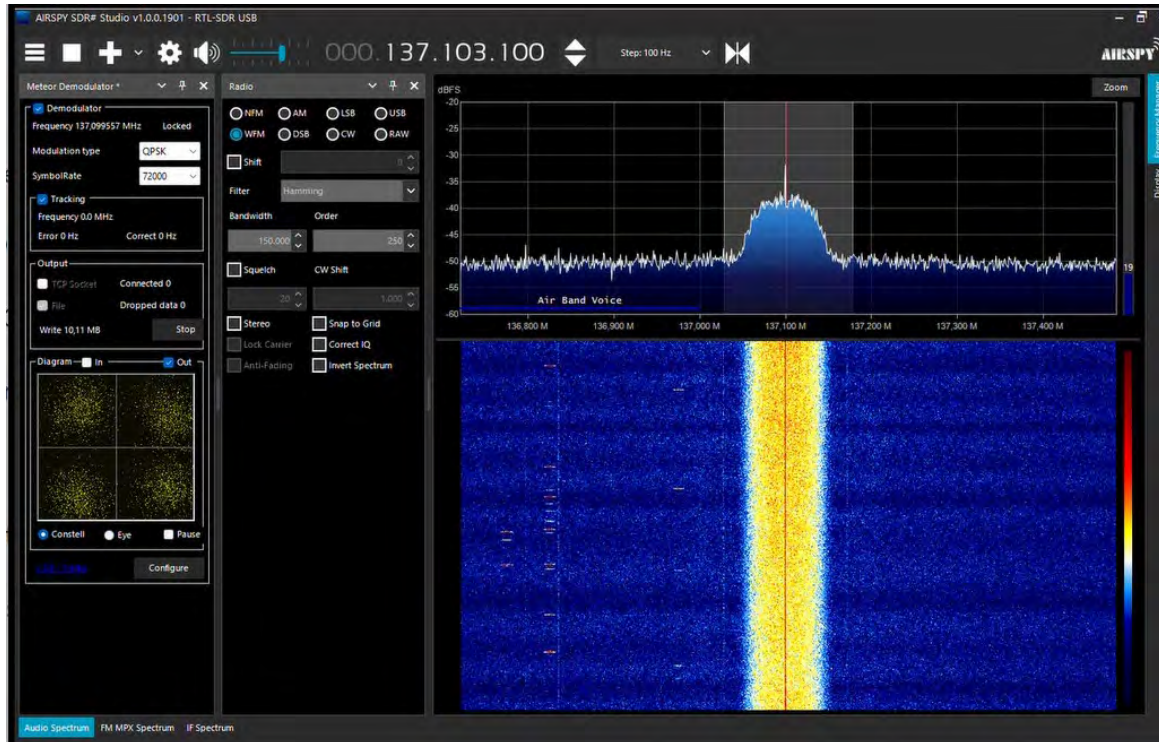 AIRSPY SDR# Studio v1.0.0.1901 - RTL-SDR USB
000.137.103.100
Step: 100 Hz
AIRSPY
Meteor Demodulator *
Demodulator
Frequency 137,099557 MHz Locked
Modulation type QPSK
SymbolRate 72000
Tracking
Frequency 0.0 MHz
Error 0 Hz Correct 0 Hz
Output
TCP Socket Connected 0
File Dropped data 0
Write 10,11 MB Stop
Diagram In Out
Constell Eye Pause
Configure
Radio
NFM AM LSB USB
WFM DSB CW RAW
Shift 0
Filter Hamming
Bandwidth Order
150.000 250
Squelch CW Shift
20 1.000
Stereo Snap to Grid
Lock Carrier Correct IQ
Anti-Fading Invert Spectrum
dBFS
Zoom
-20
-25
-30
-35
-40
-45
-50
-55
-60
19
Air Band Voice
136,800 M 136,900 M 137,000 M 137,100 M 137,200 M 137,300 M 137,400 M
Frequency Manager
Display
Audio Spectrum FM MPX Spectrum IF Spectrum